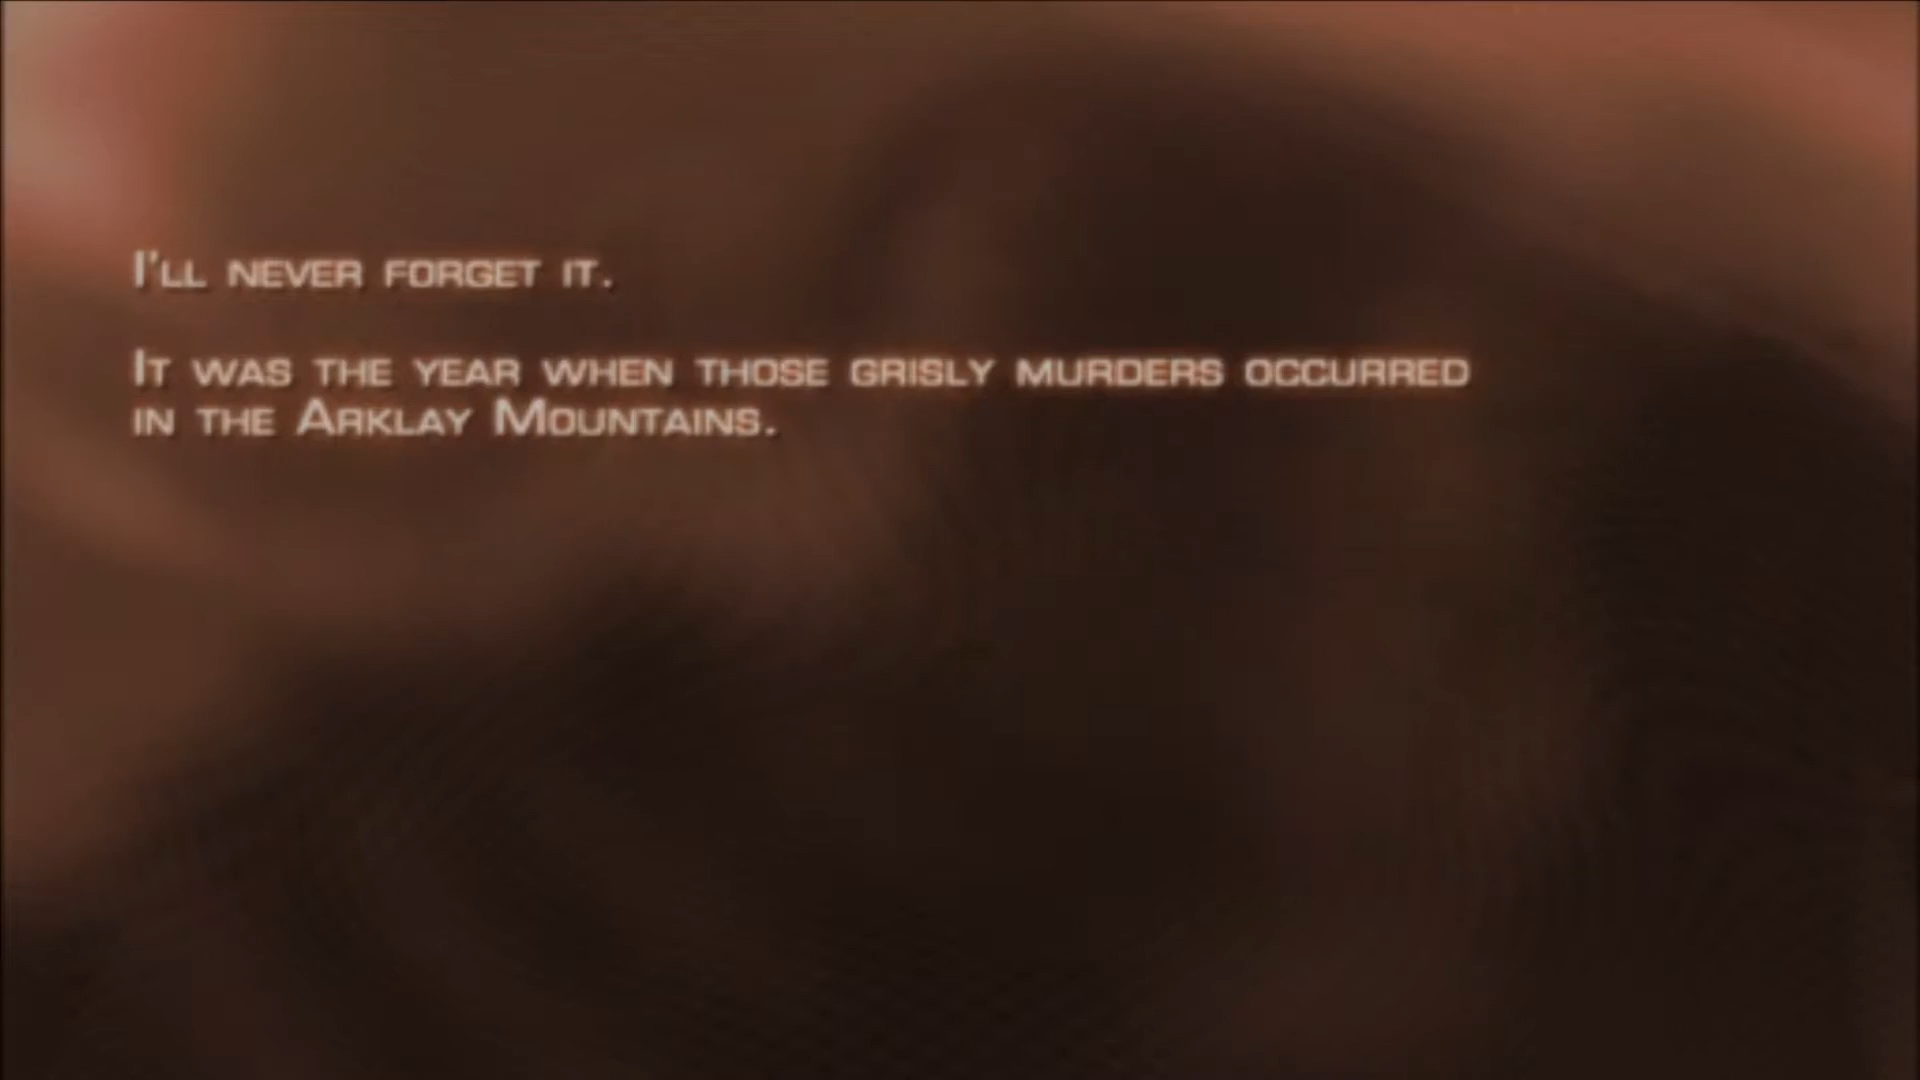 I'll never forget it.
It was the year when those grisly murders occurred
in the Arklay Mountains.